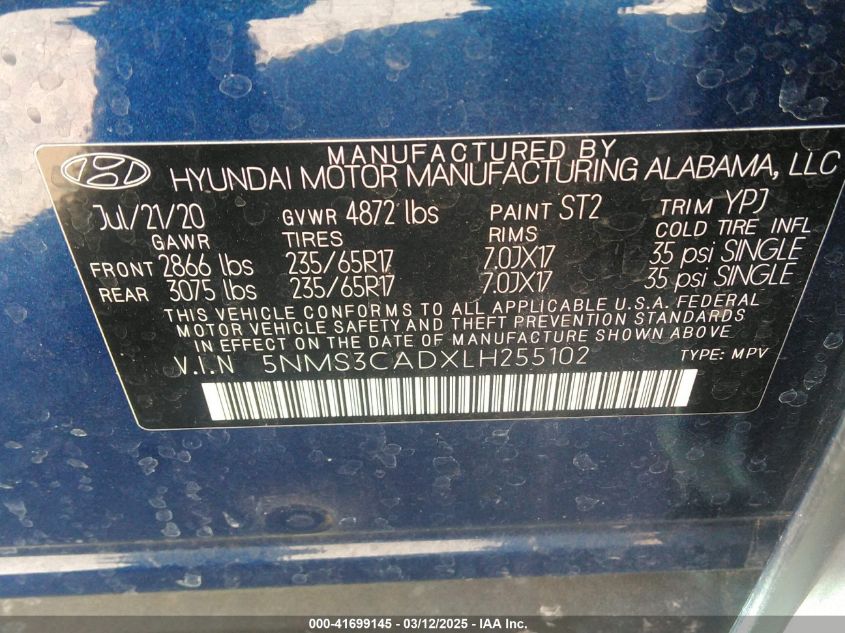 MANUFACTURED BY
HYUNDAI MOTOR MANUFACTURING ALABAMA, LLC
Jul/21/20 GVWR 4872 lbs PAINT ST2 TRIM YPJ
GAWR TIRES RIMS COLD TIRE INFL
FRONT 2866 lbs 235/65R17 7.0JX17 35 psi SINGLE
REAR 3075 lbs 235/65R17 7.0JX17 35 psi SINGLE
THIS VEHICLE CONFORMS TO ALL APPLICABLE U.S.A. FEDERAL
MOTOR VEHICLE SAFETY AND THEFT PREVENTION STANDARDS
IN EFFECT ON THE DATE OF MANUFACTURE SHOWN ABOVE
V.I.N 5NMS3CADXLH255102 TYPE: MPV
000-41699145 - 03/12/2025 - IAA Inc.